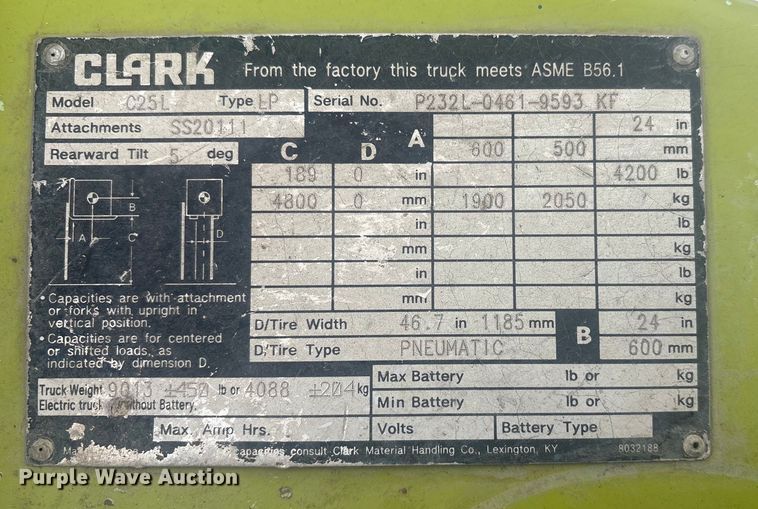 CLARK From the factory this truck meets ASME B56.1
Model C25L Type LP Serial No. P232L-0461-9593 KF
Attachments SS20111 24 in
Rearward Tilt 5 deg C D A 600 500 mm
189 0 in 4200 lb
4800 0 mm 1900 2050 kg
in lb
mm kg
in lb
mm kg
A B C D
• Capacities are with attachment
or forks with upright in
vertical position.
• Capacities are for centered
or shifted loads, as
indicated by dimension D.
D/Tire Width 46.7 in 1185 mm B 24 in
D/Tire Type PNEUMATIC 600 mm
Truck Weight 9013 ±450 lb or 4088 ±204 kg
Electric truck without Battery.
Max Battery lb or kg
Min Battery lb or kg
Max. Amp Hrs. Volts Battery Type
capacities consult Clark Material Handling Co., Lexington, KY 8032188
Purple Wave Auction